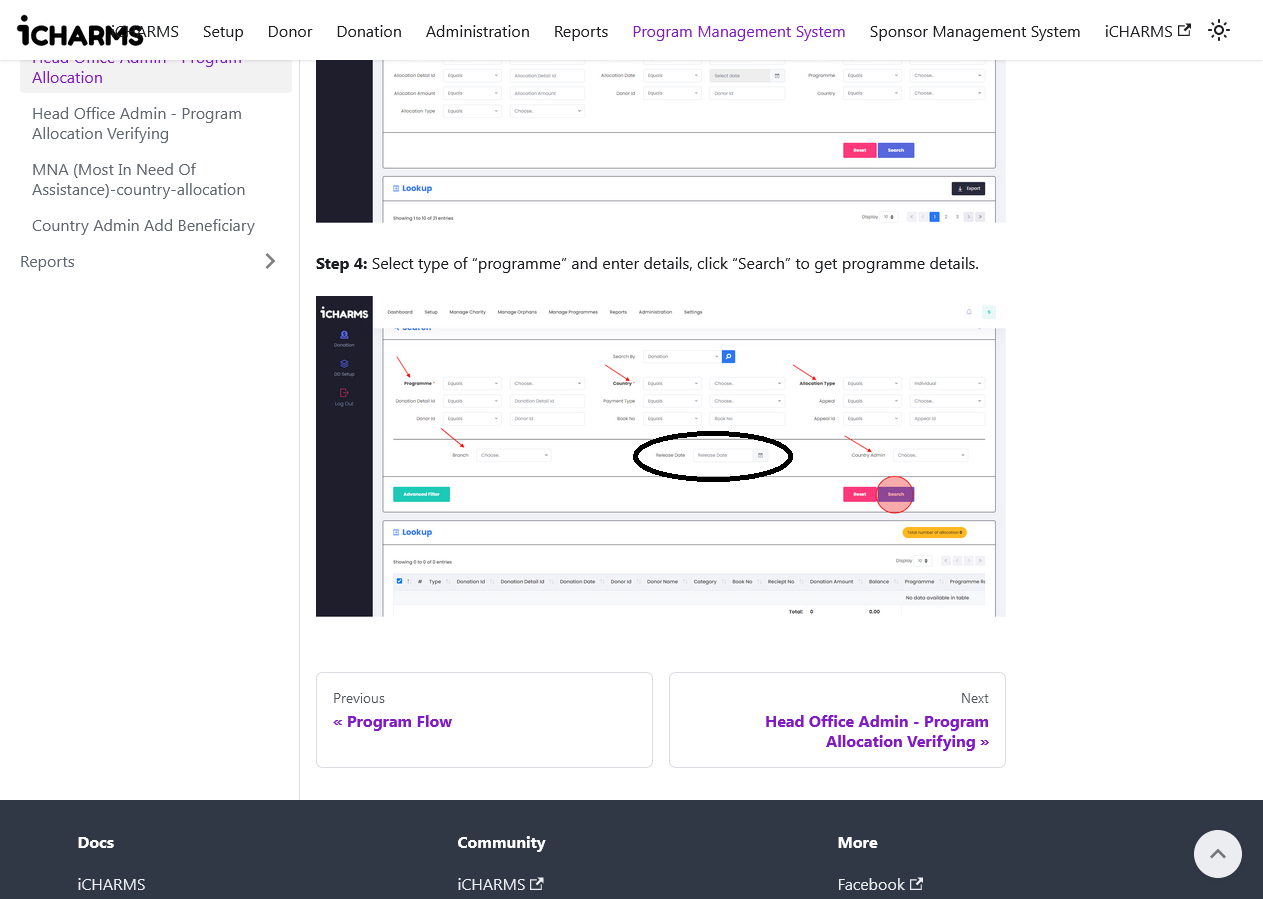 iCHARMS
iCHARMS Setup Donor Donation Administration Reports Program Management System Sponsor Management System iCHARMS
Head Office Admin - Program
Allocation
Head Office Admin - Program
Allocation Verifying
MNA (Most In Need Of
Assistance)-country-allocation
Country Admin Add Beneficiary
Reports
Allocation Detail Id Equals Allocation Detail Id Allocation Date Equals Select date Programme Equals Choose..
Allocation Amount Equals Allocation Amount Donor Id Equals Donor Id Country Equals Choose..
Allocation Type Equals Choose..
Reset Search
Lookup Export
Showing 1 to 10 of 21 entries Display 10 « ‹ 1 2 3 › »
Step 4: Select type of “programme” and enter details, click “Search” to get programme details.
iCHARMS Dashboard Setup Manage Charity Manage Orphans Manage Programmes Reports Administration Settings S
Search
Donation
DD Setup
Log Out
Search By Donation
Programme * Equals Choose.. Country * Equals Choose.. Allocation Type Equals Individual
Donation Detail Id Equals Donation Detail Id Payment Type Equals Choose.. Appeal Equals Choose..
Donor Id Equals Donor Id Book No Equals Book No Appeal Id Equals Appeal Id
Branch Choose.. Release Date Release Date Country Admin Choose..
Advanced Filter Reset Search
Lookup Total number of allocation 0
Showing 0 to 0 of 0 entries Display 10 « ‹ › »
# Type Donation Id Donation Detail Id Donation Date Donor Id Donor Name Category Book No Reciept No Donation Amount Balance Programme Programme Re
No data available in table
Total: 0 0.00
Previous
« Program Flow
Next
Head Office Admin - Program
Allocation Verifying »
Docs Community More
iCHARMS iCHARMS Facebook